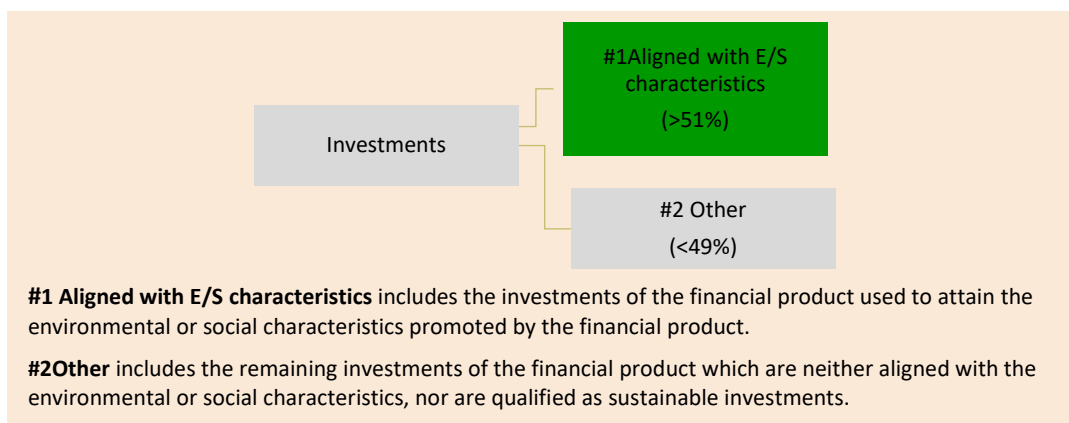 #1Aligned with E/S
characteristics
(>51%)
Investments
#2 Other
(<49%)
#1 Aligned with E/S characteristics includes the investments of the financial product used to attain the
environmental or social characteristics promoted by the financial product.
#2Other includes the remaining investments of the financial product which are neither aligned with the
environmental or social characteristics, nor are qualified as sustainable investments.